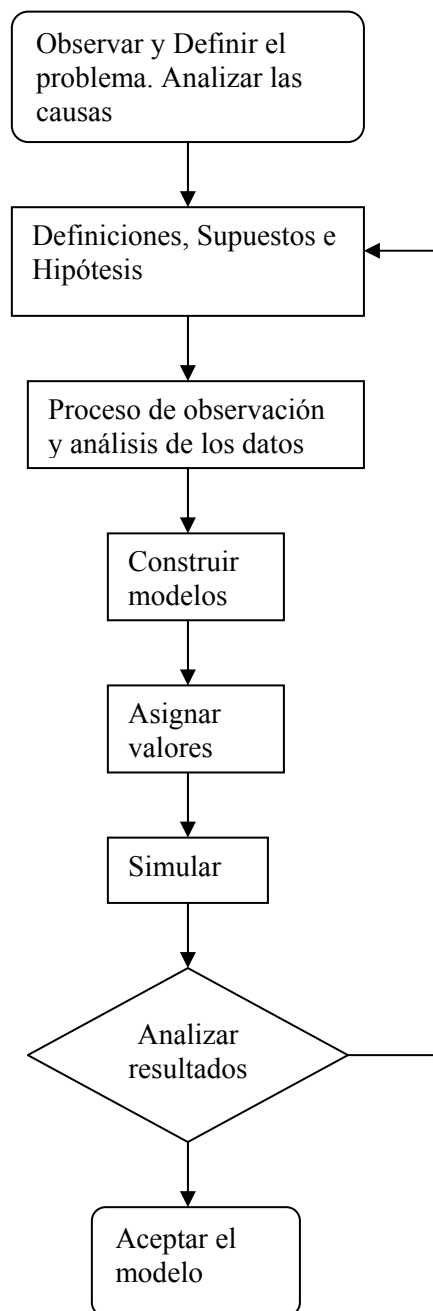 Observar y Definir el
problema. Analizar las
causas
Definiciones, Supuestos e
Hipótesis
Proceso de observación
y análisis de los datos
Construir
modelos
Asignar
valores
Simular
Analizar
resultados
Aceptar el
modelo